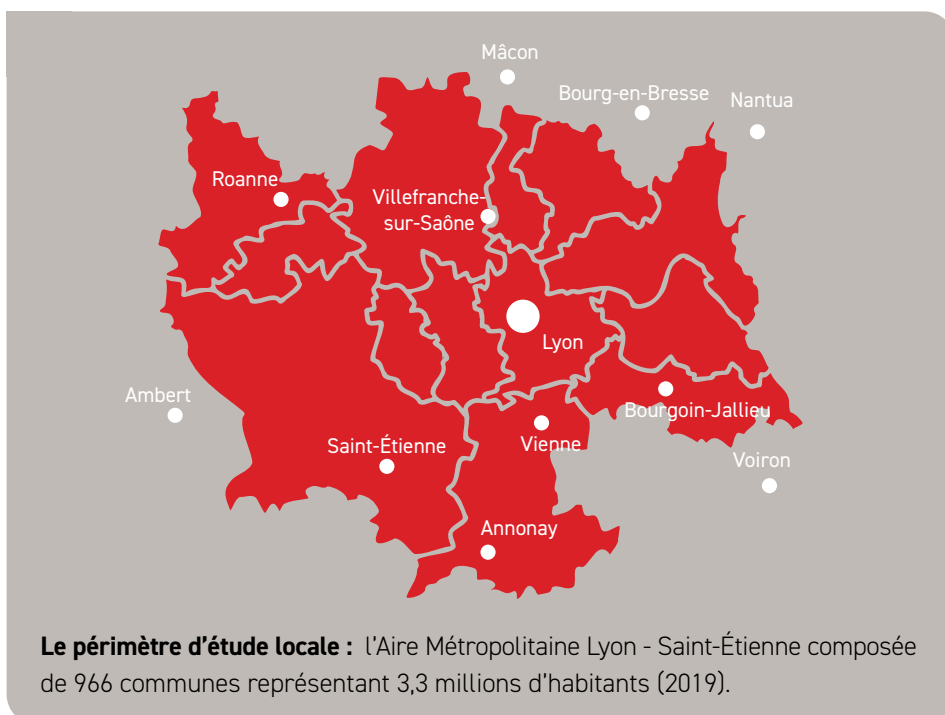 Mâcon
Bourg-en-Bresse
Nantua
Roanne
Villefranche-
sur-Saône
Lyon
Ambert
Bourgoin-Jallieu
Saint-Étienne
Vienne
Voiron
Annonay
Le périmètre d'étude locale : l'Aire Métropolitaine Lyon - Saint-Étienne composée
de 966 communes représentant 3,3 millions d'habitants (2019).